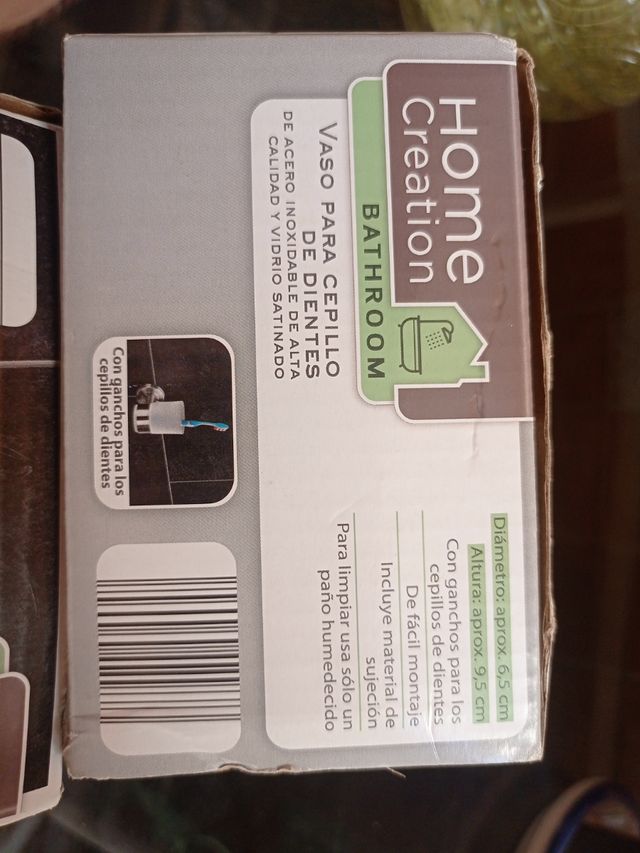 Home
Creation
BATHROOM
VASO PARA CEPILLO
DE DIENTES
DE ACERO INOXIDABLE DE ALTA
CALIDAD Y VIDRIO SATINADO
Con ganchos para los
cepillos de dientes
Diámetro: aprox. 6,5 cm
Altura: aprox. 9,5 cm
Con ganchos para los
cepillos de dientes
De fácil montaje
Incluye material de
sujeción
Para limpiar usa sólo un
paño humedecido